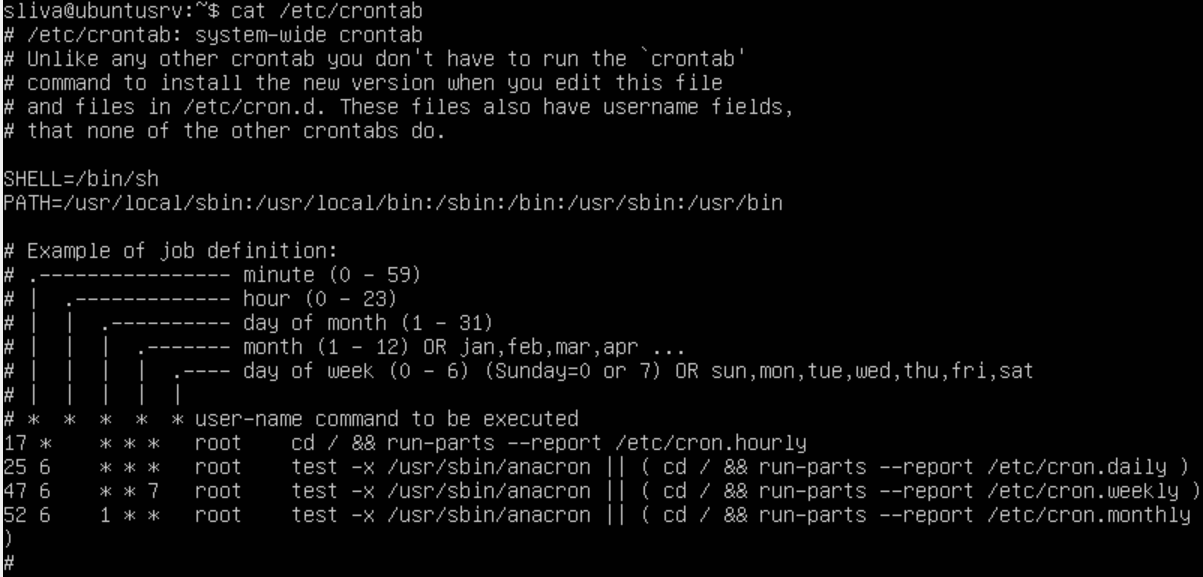 sliva@ubuntusrv:~$ cat /etc/crontab
# /etc/crontab: system-wide crontab
# Unlike any other crontab you don't have to run the `crontab'
# command to install the new version when you edit this file
# and files in /etc/cron.d. These files also have username fields,
# that none of the other crontabs do.

SHELL=/bin/sh
PATH=/usr/local/sbin:/usr/local/bin:/sbin:/bin:/usr/sbin:/usr/bin

# Example of job definition:
# .---------------- minute (0 - 59)
# |  .------------- hour (0 - 23)
# |  |  .---------- day of month (1 - 31)
# |  |  |  .------- month (1 - 12) OR jan,feb,mar,apr ...
# |  |  |  |  .---- day of week (0 - 6) (Sunday=0 or 7) OR sun,mon,tue,wed,thu,fri,sat
# |  |  |  |  |
# *  *  *  *  * user-name command to be executed
17 *    * * *   root    cd / && run-parts --report /etc/cron.hourly
25 6    * * *   root    test -x /usr/sbin/anacron || ( cd / && run-parts --report /etc/cron.daily )
47 6    * * 7   root    test -x /usr/sbin/anacron || ( cd / && run-parts --report /etc/cron.weekly )
52 6    1 * *   root    test -x /usr/sbin/anacron || ( cd / && run-parts --report /etc/cron.monthly
)
#